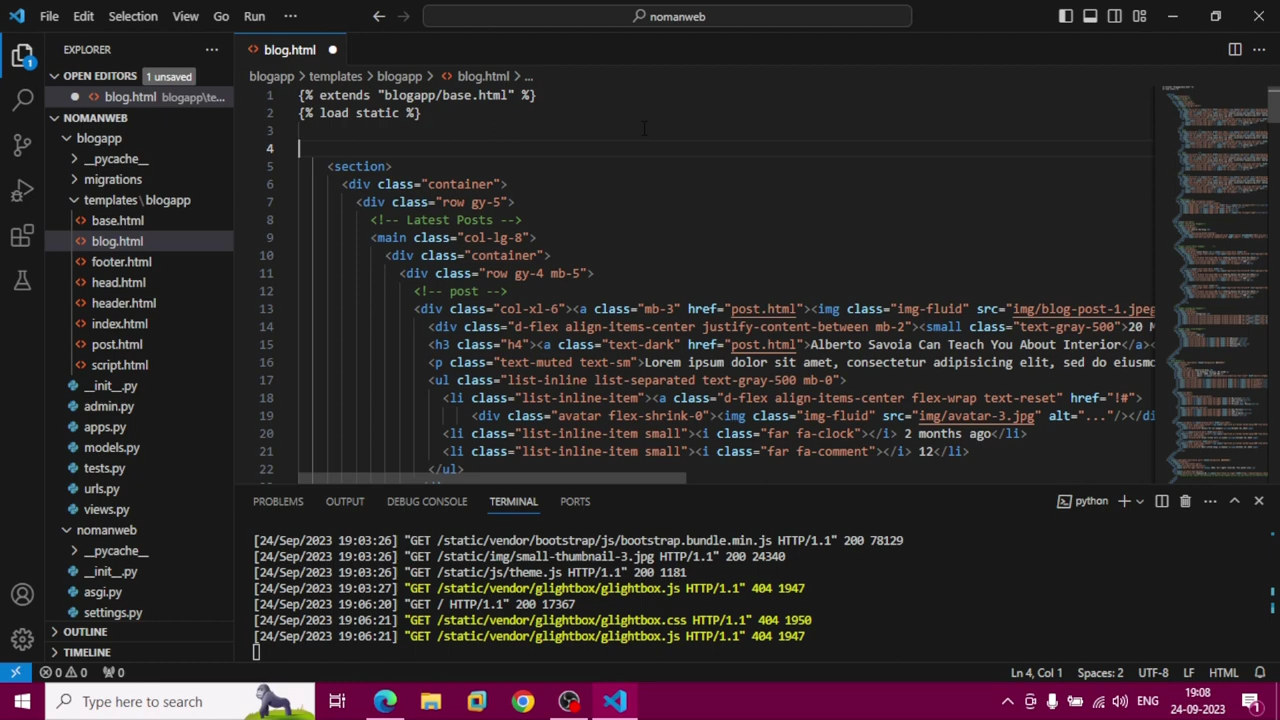 File Edit Selection View Go Run ··· nomanweb
EXPLORER ···
OPEN EDITORS 1 unsaved
blog.html blogapp\te...
NOMANWEB
blogapp
__pycache__
migrations
templates\blogapp
base.html
blog.html
footer.html
head.html
header.html
index.html
post.html
script.html
__init__.py
admin.py
apps.py
models.py
tests.py
urls.py
views.py
nomanweb
__pycache__
__init__.py
asgi.py
settings.py
OUTLINE
TIMELINE
1
blog.html
blogapp > templates > blogapp > blog.html > ...
1 {% extends "blogapp/base.html" %}
2 {% load static %}
3
4
5 <section>
6 <div class="container">
7 <div class="row gy-5">
8 <!-- Latest Posts -->
9 <main class="col-lg-8">
10 <div class="container">
11 <div class="row gy-4 mb-5">
12 <!-- post -->
13 <div class="col-xl-6"><a class="mb-3" href="post.html"><img class="img-fluid" src="img/blog-post-1.jpeg
14 <div class="d-flex align-items-center justify-content-between mb-2"><small class="text-gray-500">20 M
15 <h3 class="h4"><a class="text-dark" href="post.html">Alberto Savoia Can Teach You About Interior</a>
16 <p class="text-muted text-sm">Lorem ipsum dolor sit amet, consectetur adipisicing elit, sed do eiusm
17 <ul class="list-inline list-separated text-gray-500 mb-0">
18 <li class="list-inline-item"><a class="d-flex align-items-center flex-wrap text-reset" href="!#">
19 <div class="avatar flex-shrink-0"><img class="img-fluid" src="img/avatar-3.jpg" alt="..."/></di
20 <li class="list-inline-item small"><i class="far fa-clock"></i> 2 months ago</li>
21 <li class="list-inline-item small"><i class="far fa-comment"></i> 12</li>
22 </ul>
PROBLEMS OUTPUT DEBUG CONSOLE TERMINAL PORTS python
[24/Sep/2023 19:03:26] "GET /static/vendor/bootstrap/js/bootstrap.bundle.min.js HTTP/1.1" 200 78129
[24/Sep/2023 19:03:26] "GET /static/img/small-thumbnail-3.jpg HTTP/1.1" 200 24340
[24/Sep/2023 19:03:26] "GET /static/js/theme.js HTTP/1.1" 200 1181
[24/Sep/2023 19:03:27] "GET /static/vendor/glightbox/glightbox.js HTTP/1.1" 404 1947
[24/Sep/2023 19:06:20] "GET / HTTP/1.1" 200 17367
[24/Sep/2023 19:06:21] "GET /static/vendor/glightbox/glightbox.css HTTP/1.1" 404 1950
[24/Sep/2023 19:06:21] "GET /static/vendor/glightbox/glightbox.js HTTP/1.1" 404 1947
0 0 0 Ln 4, Col 1 Spaces: 2 UTF-8 LF HTML
Type here to search ENG 19:08
24-09-2023 1